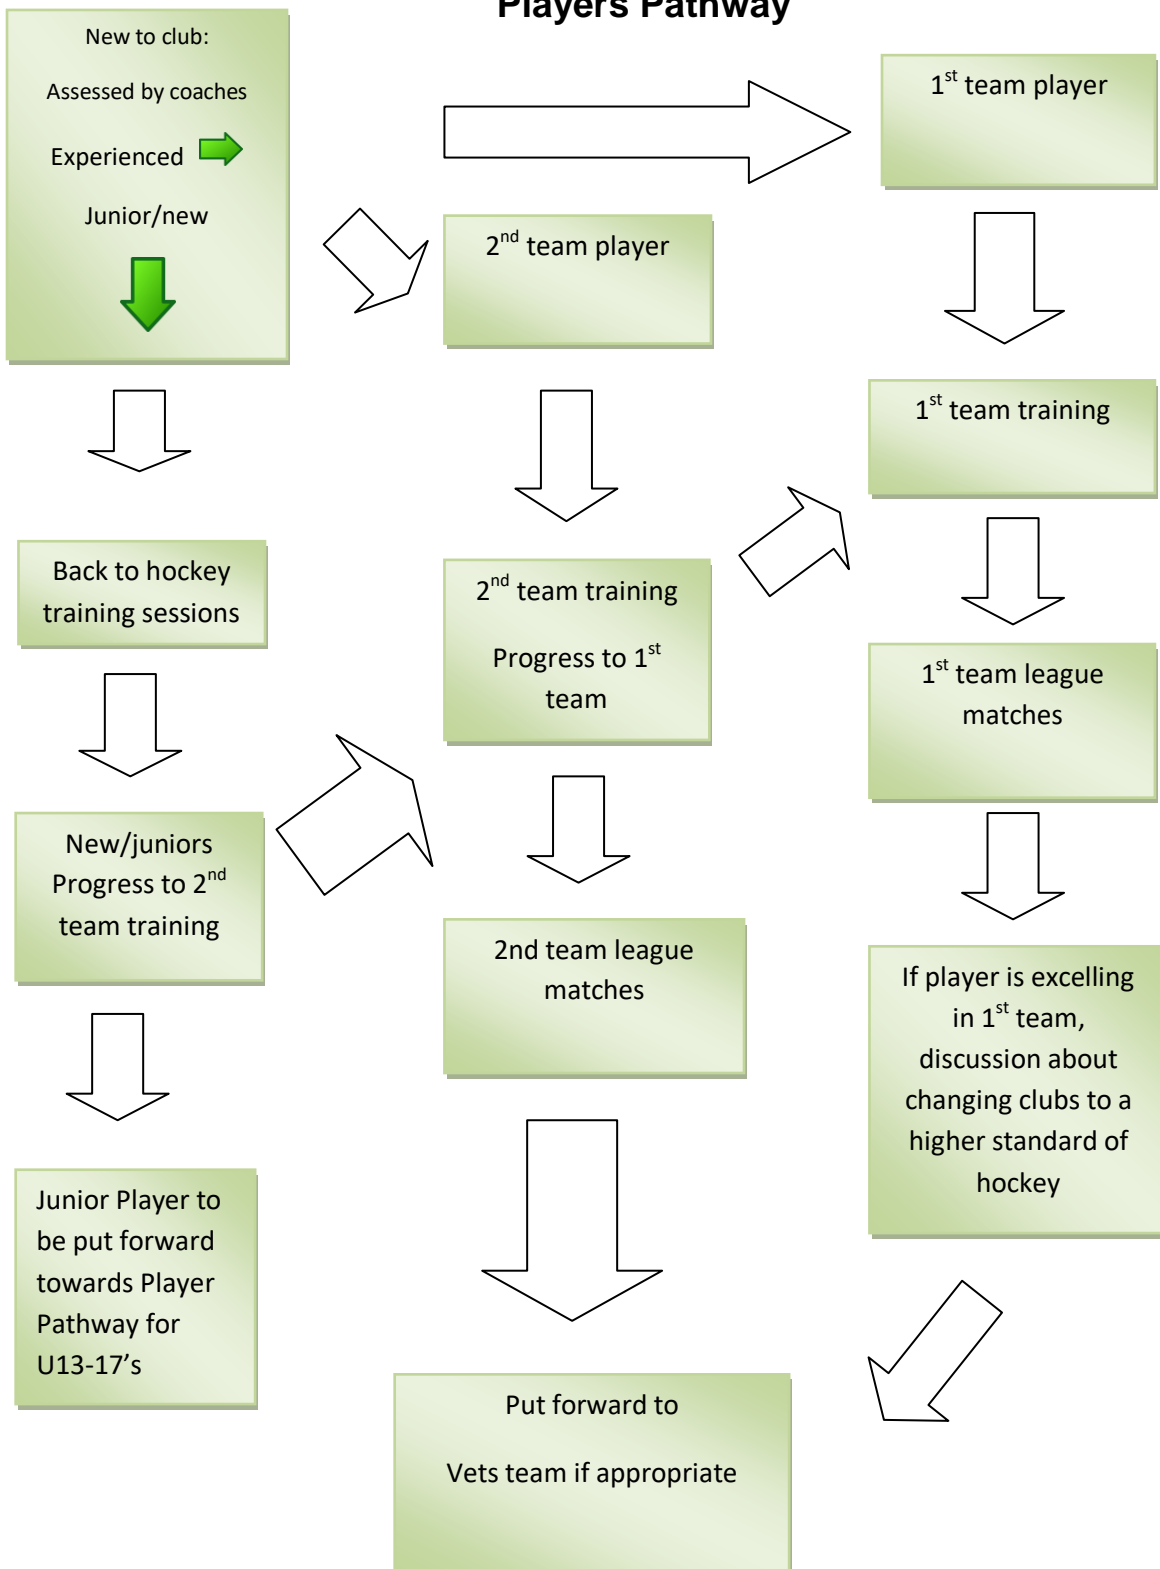 Players Pathway
New to club:
Assessed by coaches
Experienced
Junior/new
1st team player
2nd team player
1st team training
Back to hockey
training sessions
2nd team training
Progress to 1st
team
1st team league
matches
New/juniors
Progress to 2nd
team training
2nd team league
matches
If player is excelling
in 1st team,
discussion about
changing clubs to a
higher standard of
hockey
Junior Player to
be put forward
towards Player
Pathway for
U13-17’s
Put forward to
Vets team if appropriate